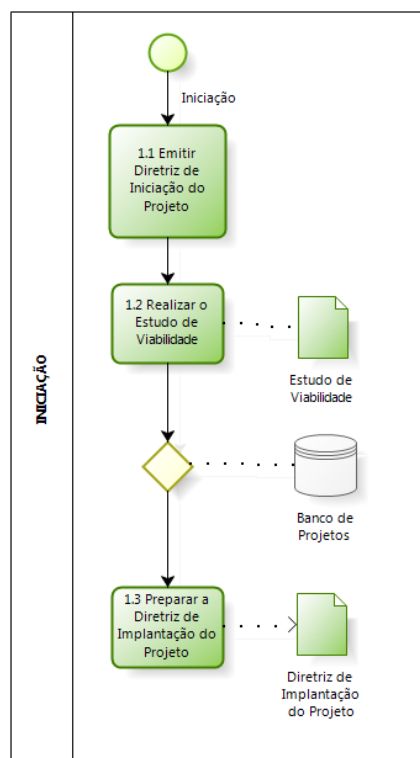 INICIAÇÃO
Iniciação
1.1 Emitir
Diretriz de
Iniciação do
Projeto
1.2 Realizar o
Estudo de
Viabilidade
Estudo de
Viabilidade
Banco de
Projetos
1.3 Preparar a
Diretriz de
Implantação do
Projeto
Diretriz de
Implantação
do Projeto